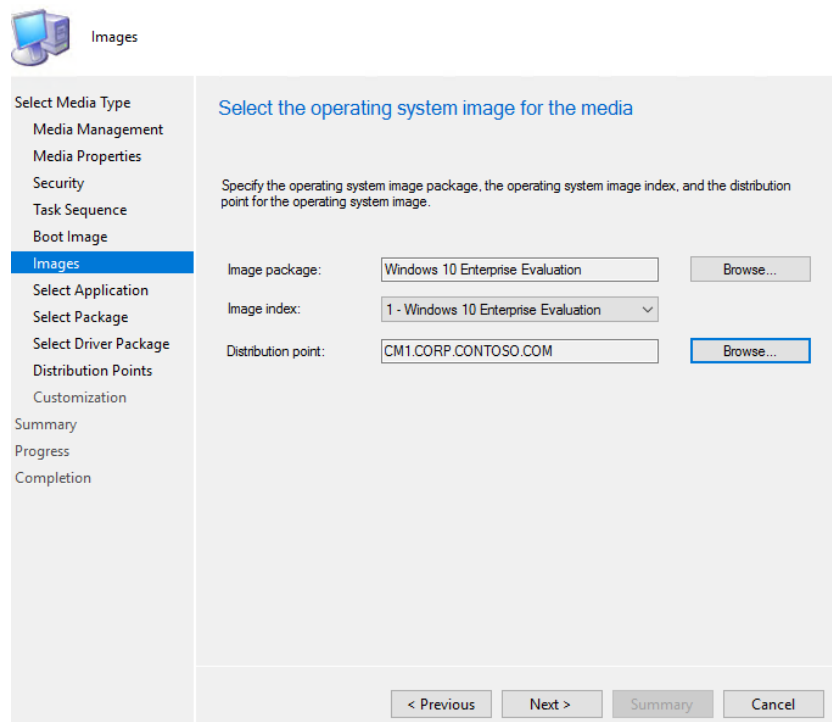 Images
Select Media Type
Media Management
Media Properties
Security
Task Sequence
Boot Image
Images
Select Application
Select Package
Select Driver Package
Distribution Points
Customization
Summary
Progress
Completion
Select the operating system image for the media
Specify the operating system image package, the operating system image index, and the distribution
point for the operating system image.
Image package: Windows 10 Enterprise Evaluation Browse...
Image index: 1 - Windows 10 Enterprise Evaluation
Distribution point: CM1.CORP.CONTOSO.COM Browse...
< Previous Next > Summary Cancel